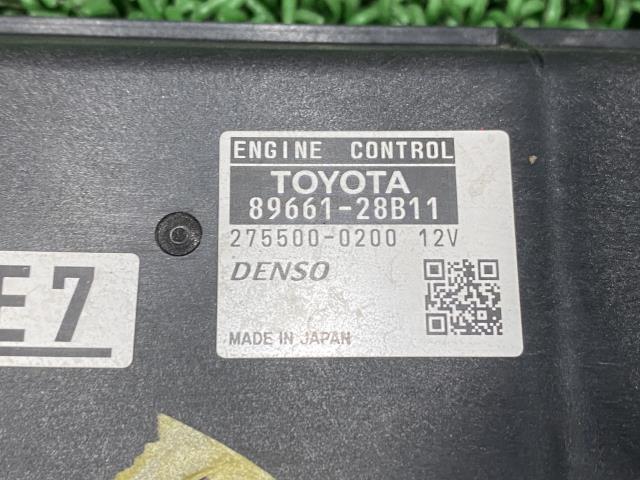 ENGINE CONTROL
TOYOTA
89661-28B11
275500-0200 12V
DENSO
MADE IN JAPAN
E7